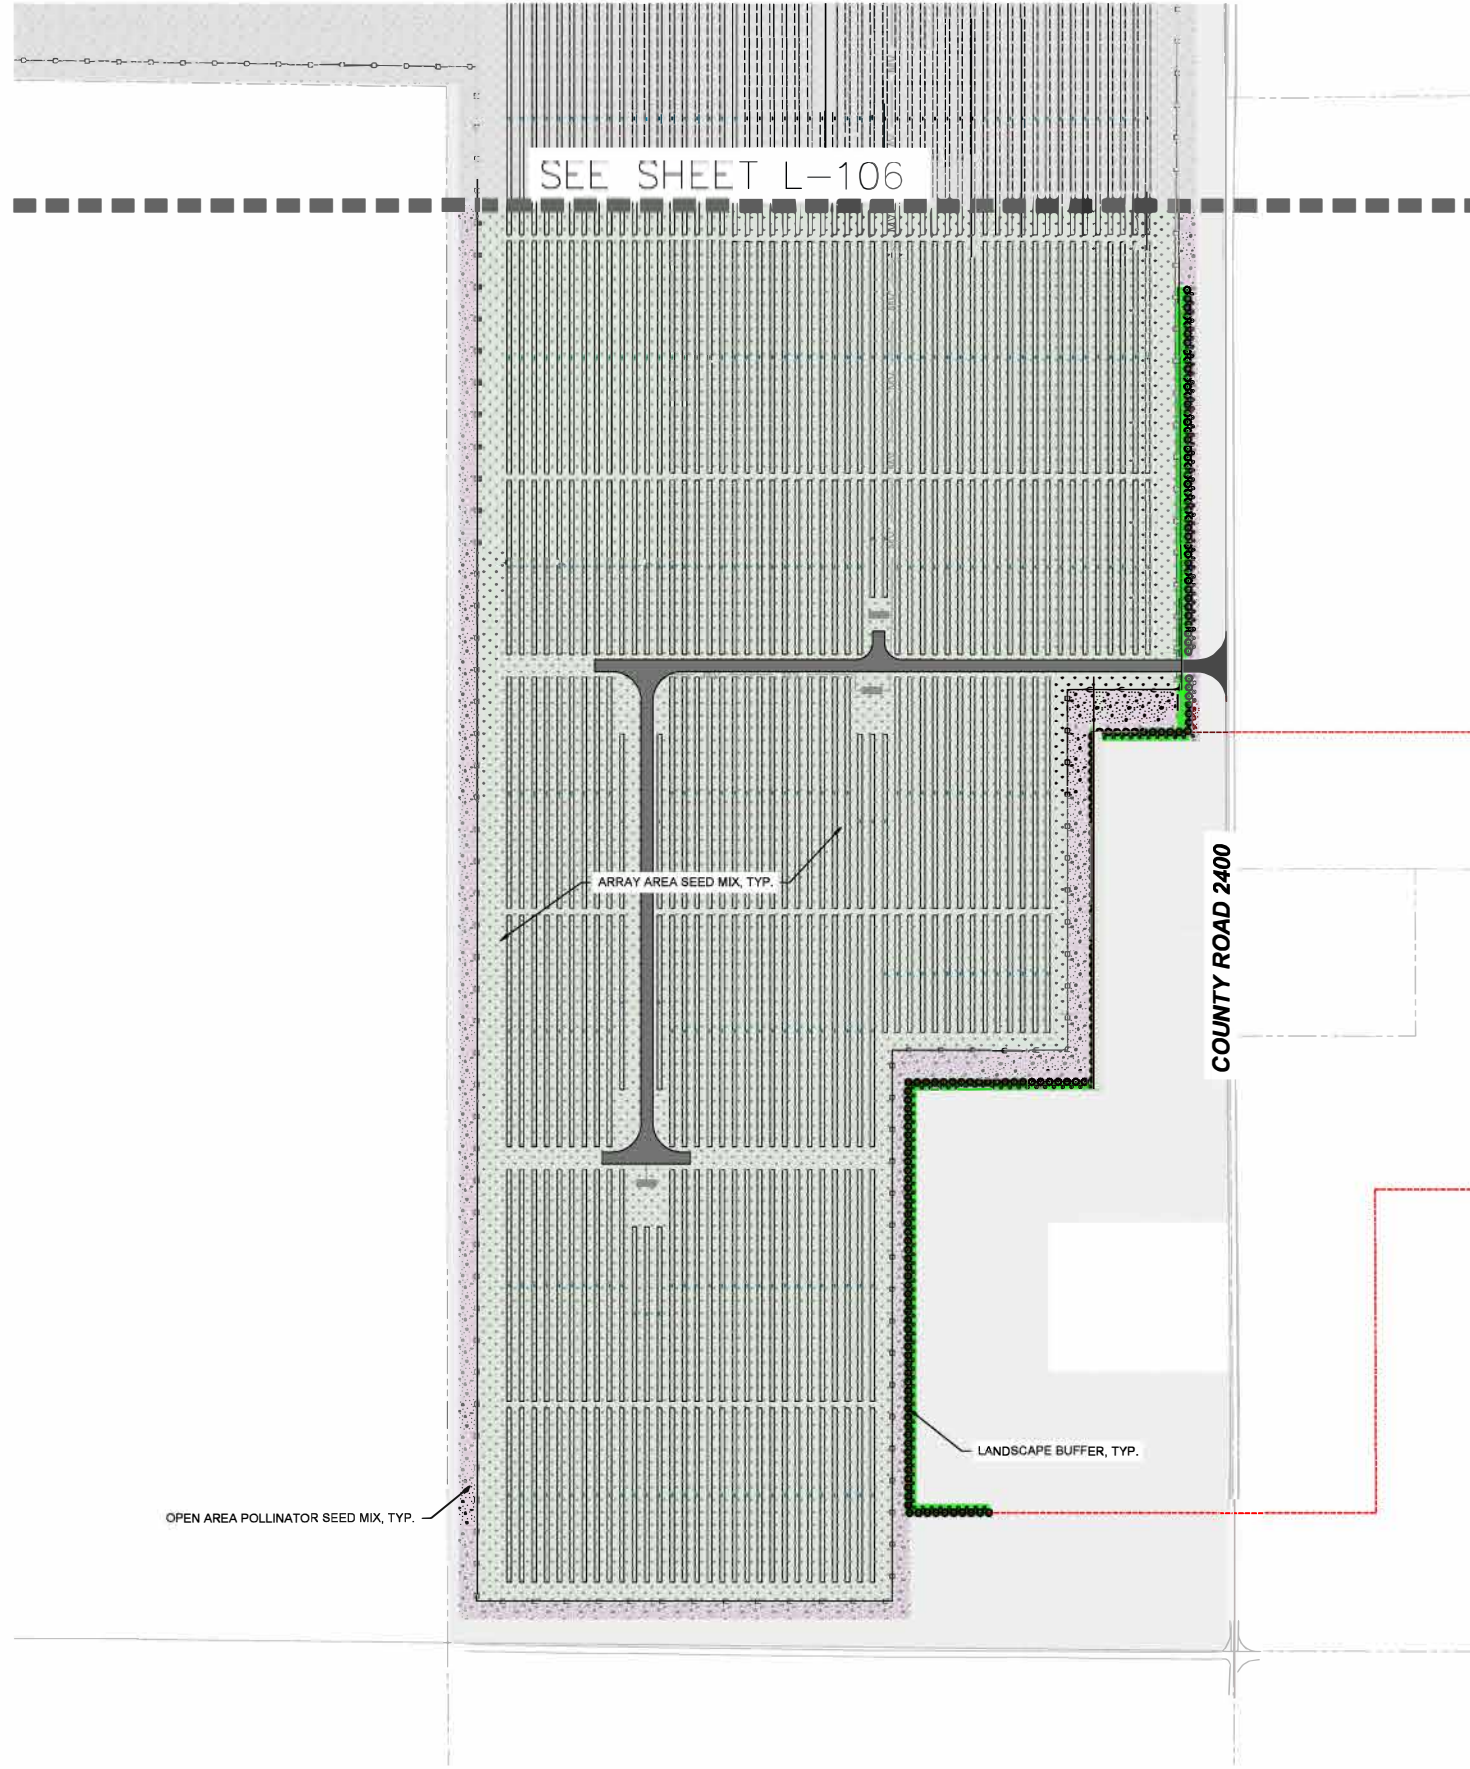 SEE SHEET L-106
ARRAY AREA SEED MIX, TYP.
COUNTY ROAD 2400
LANDSCAPE BUFFER, TYP.
OPEN AREA POLLINATOR SEED MIX, TYP.